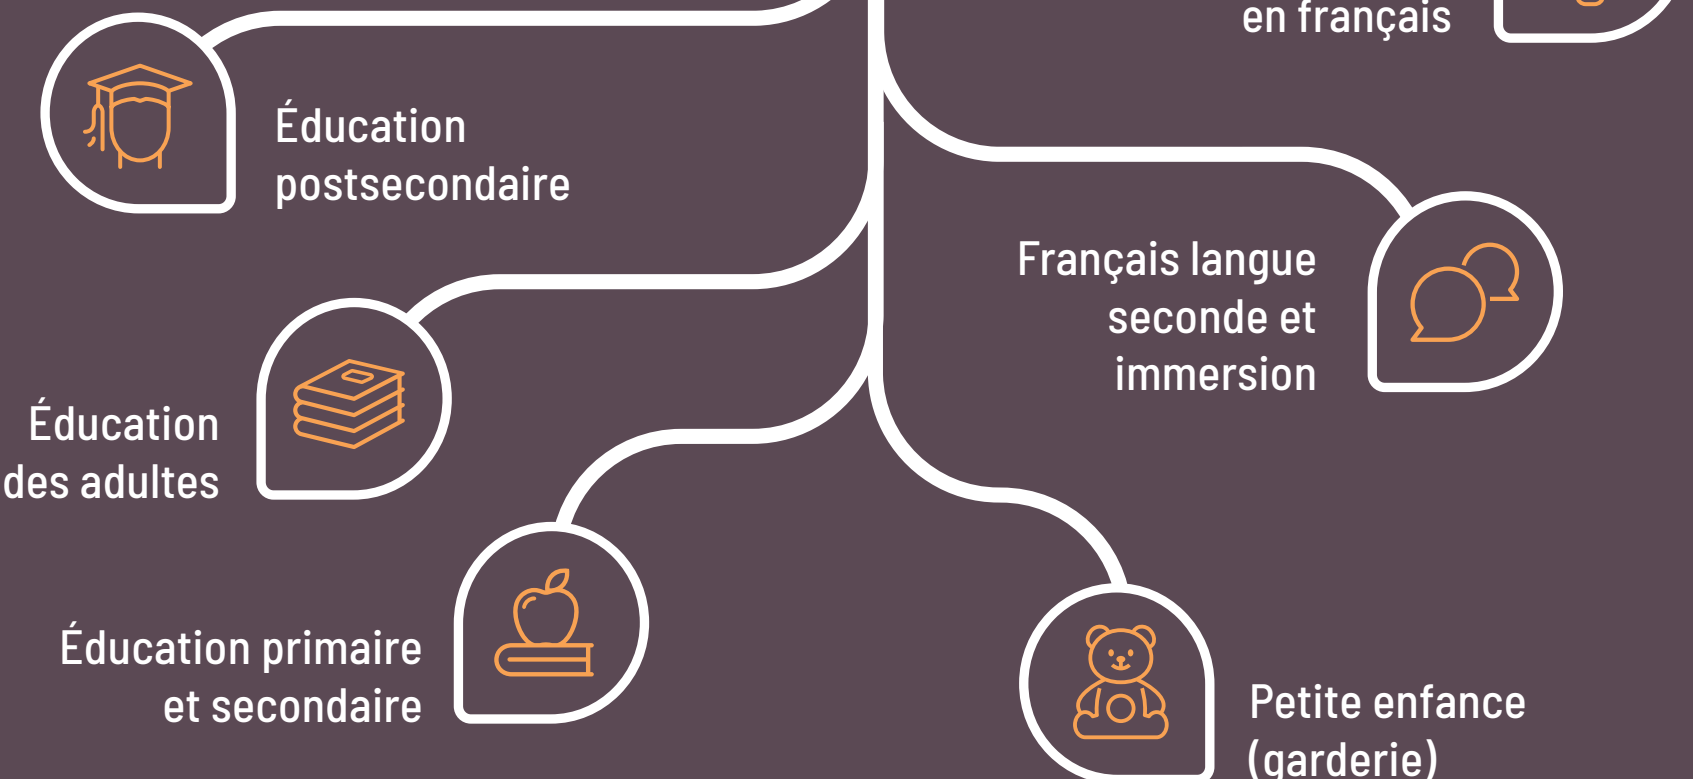 en français
Éducation
postsecondaire
Français langue
seconde et
immersion
Éducation
des adultes
Éducation primaire
et secondaire
Petite enfance
(garderie)